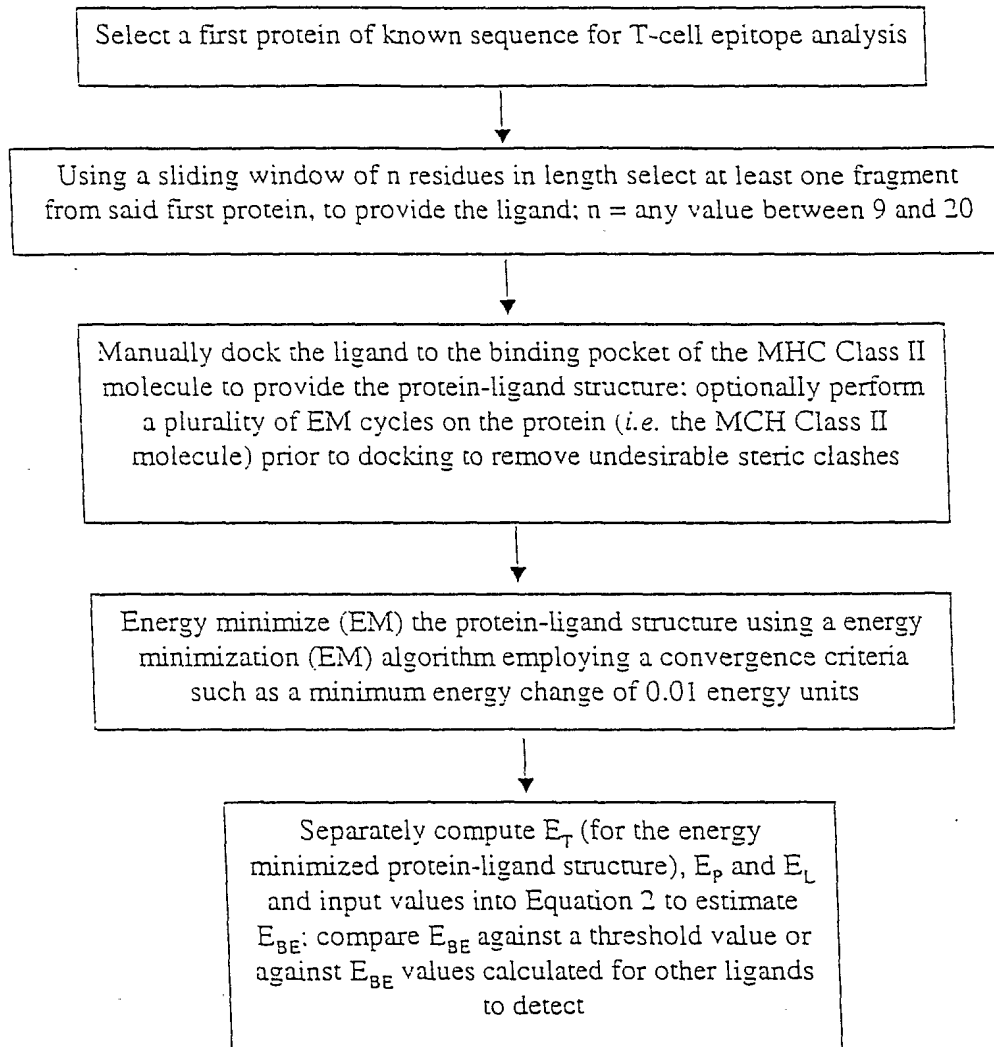 Select a first protein of known sequence for T-cell epitope analysis
Using a sliding window of n residues in length select at least one fragment
from said first protein, to provide the ligand; n = any value between 9 and 20
Manually dock the ligand to the binding pocket of the MHC Class II
molecule to provide the protein-ligand structure: optionally perform
a plurality of EM cycles on the protein (i.e. the MCH Class II
molecule) prior to docking to remove undesirable steric clashes
Energy minimize (EM) the protein-ligand structure using a energy
minimization (EM) algorithm employing a convergence criteria
such as a minimum energy change of 0.01 energy units
Separately compute E_T (for the energy
minimized protein-ligand structure), E_P and E_L
and input values into Equation 2 to estimate
E_BE: compare E_BE against a threshold value or
against E_BE values calculated for other ligands
to detect